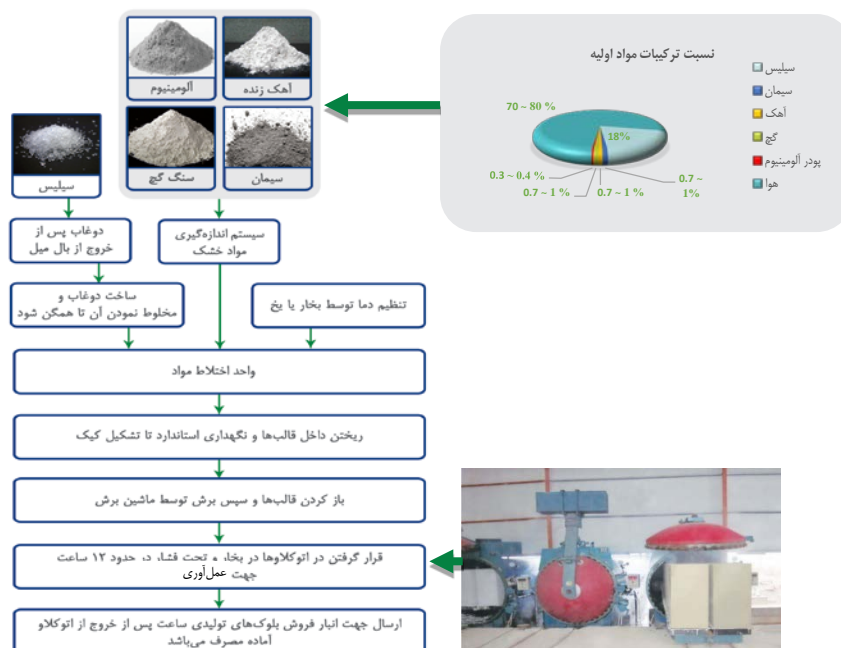 نسبت ترکیبات مواد اولیه
سیلیس
سیمان
آهک
گچ
پودر آلومینیوم
هوا
70 ~ 80 %
18%
0.3 ~ 0.4 %
0.7 ~ 1 %
0.7 ~ 1 %
0.7 ~
1%
آلومینیوم
آهک زنده
سنگ گچ
سیمان
سیلیس
دوغاب پس از
خروج از بال میل
سیستم اندازه‌گیری
مواد خشک
ساخت دوغاب و
مخلوط نمودن آن تا همگن شود
تنظیم دما توسط بخار یا یخ
واحد اختلاط مواد
ریختن داخل قالب‌ها و نگهداری استاندارد تا تشکیل کیک
باز کردن قالب‌ها و سپس برش توسط ماشین برش
قرار گرفتن در اتوکلاوها در بخار و تحت فشار در حدود ۱۲ ساعت
جهت عمل‌آوری
ارسال جهت انبار فروش بلوک‌های تولیدی ساعت پس از خروج از اتوکلاو
آماده مصرف می‌باشد